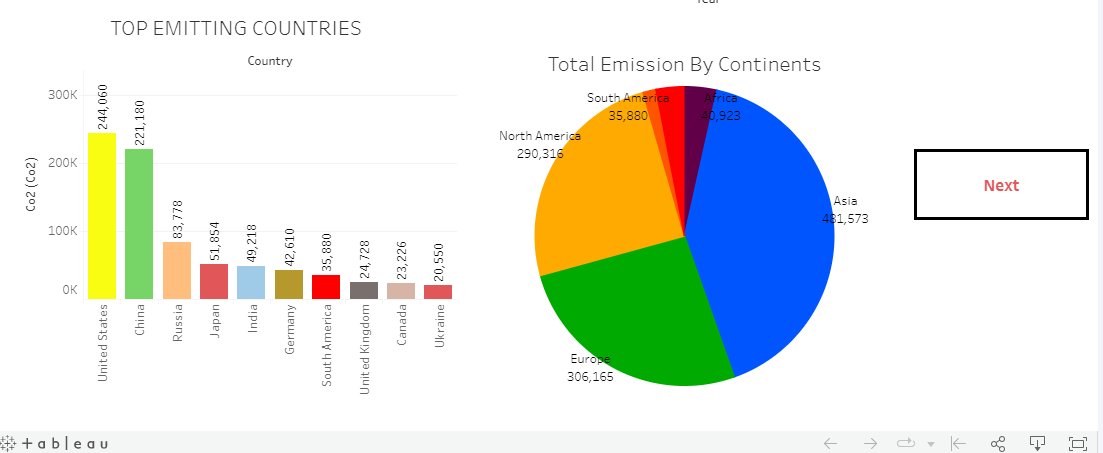 TOP EMITTING COUNTRIES
Country
Co2 (Co2)
300K
200K
100K
0K
244,060
221,180
83,778
51,854
49,218
42,610
35,880
24,728
23,226
20,550
United States
China
Russia
Japan
India
Germany
South America
United Kingdom
Canada
Ukraine
Year
Total Emission By Continents
South America
35,880
Africa
40,923
North America
290,316
Asia
481,573
Europe
306,165
Next
+ a b | e a u